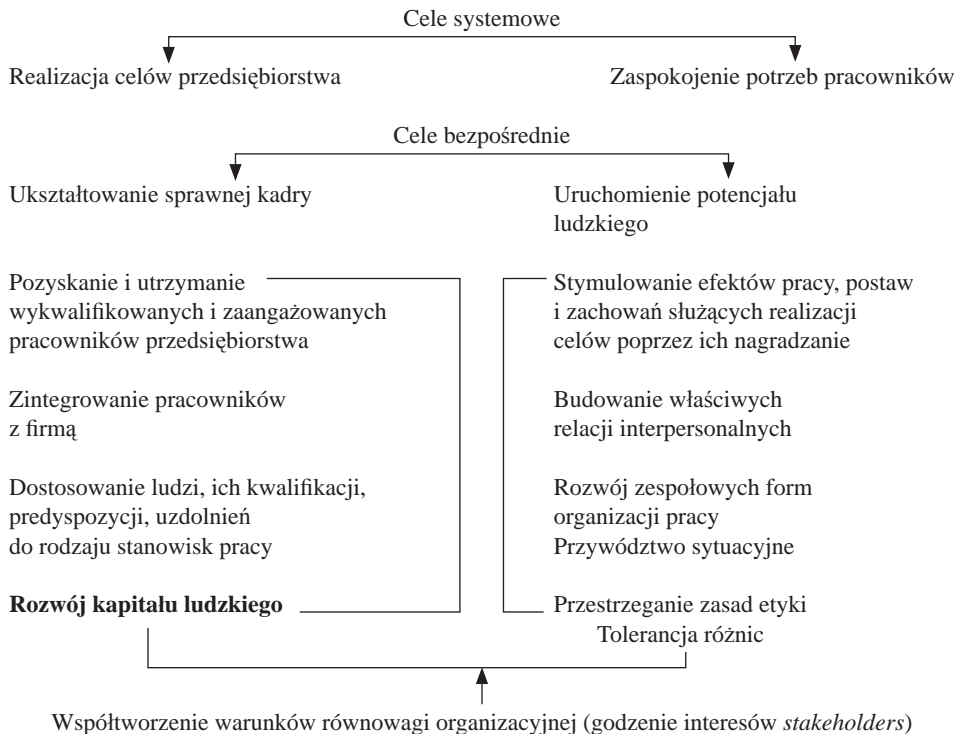 Cele systemowe
Realizacja celów przedsiębiorstwa
Zaspokojenie potrzeb pracowników
Cele bezpośrednie
Ukształtowanie sprawnej kadry
Uruchomienie potencjału
ludzkiego
Pozyskanie i utrzymanie
wykwalifikowanych i zaangażowanych
pracowników przedsiębiorstwa
Zintegrowanie pracowników
z firmą
Dostosowanie ludzi, ich kwalifikacji,
predyspozycji, uzdolnień
do rodzaju stanowisk pracy
Rozwój kapitału ludzkiego
Stymulowanie efektów pracy, postaw
i zachowań służących realizacji
celów poprzez ich nagradzanie
Budowanie właściwych
relacji interpersonalnych
Rozwój zespołowych form
organizacji pracy
Przywództwo sytuacyjne
Przestrzeganie zasad etyki
Tolerancja różnic
Współtworzenie warunków równowagi organizacyjnej (godzenie interesów stakeholders)